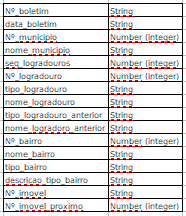 Nº_boletim String
data_boletim String
Nº_municipio Number (integer)
nome_municipio String
seq_logradouros Number (integer)
Nº_logradouro Number (integer)
tipo_logradouro String
nome_logradouro String
tipo_logradouro_anterior String
nome_logradoro_anterior String
Nº_bairro Number (integer)
nome_bairro String
tipo_bairro String
descricao_tipo_bairro String
Nº_imovel String
Nº_imovel_proximo Number (integer)